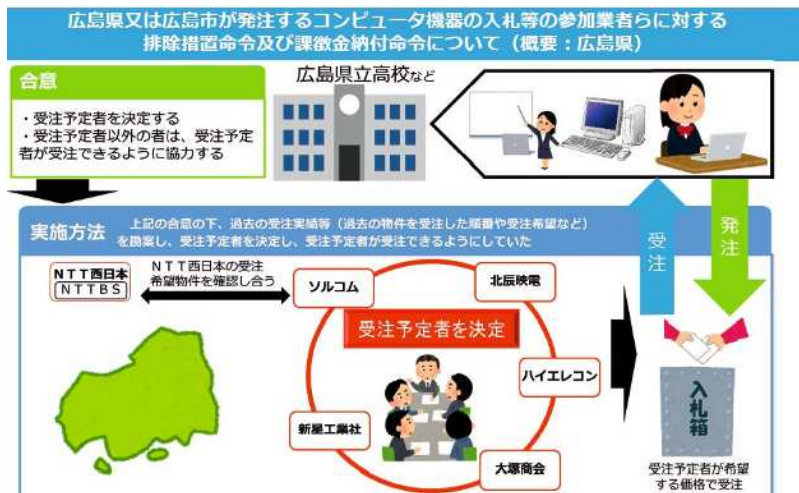 広島県又は広島市が発注するコンピュータ機器の入札等の参加業者らに対する
排除措置命令及び課徴金納付命令について（概要：広島県）
合意
・受注予定者を決定する
・受注予定者以外の者は、受注予定
者が受注できるように協力する
広島県立高校など
受注
発注
実施方法
上記の合意の下、過去の受注実績等（過去の物件を受注した順番や受注希望など）
を勘案し、受注予定者を決定し、受注予定者が受注できるようにしていた
ＮＴＴ西日本
ＮＴＴＢＳ
ＮＴＴ西日本の受注
希望物件を確認し合う
ソルコム
北辰映電
受注予定者を決定
ハイエレコン
新星工業社
大塚商会
入札箱
受注予定者が希望
する価格で受注